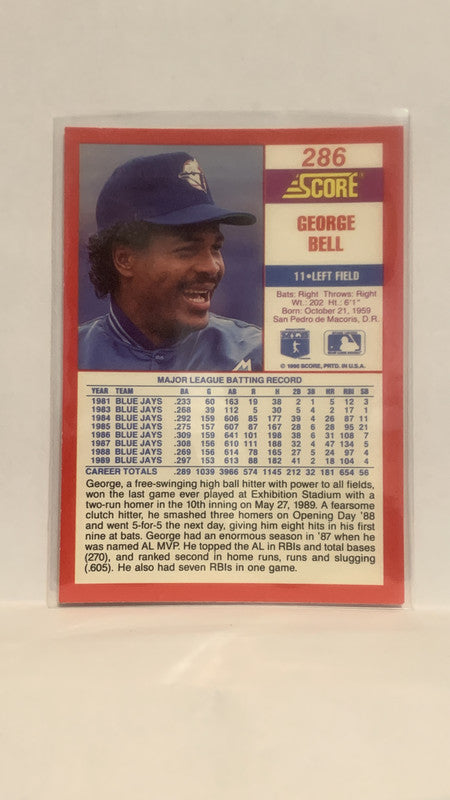 286
SCORE
GEORGE
BELL
11•LEFT FIELD
Bats: Right Throws: Right
Wt.: 202 Ht.: 6'1"
Born: October 21, 1959
San Pedro de Macoris, D.R.
© 1990 SCORE, PRTD. IN U.S.A.
MAJOR LEAGUE BATTING RECORD
YEAR TEAM BA G AB R H 2B 3B HR RBI SB
1981 BLUE JAYS .233 60 163 19 38 2 1 5 12 3
1983 BLUE JAYS .268 39 112 5 30 5 4 2 17 1
1984 BLUE JAYS .292 159 606 85 177 39 4 26 87 11
1985 BLUE JAYS .275 157 607 87 167 28 6 28 95 21
1986 BLUE JAYS .309 159 641 101 198 38 6 31 108 7
1987 BLUE JAYS .308 156 610 111 188 32 4 47 134 5
1988 BLUE JAYS .269 156 614 78 165 27 5 24 97 4
1989 BLUE JAYS .297 153 613 88 182 41 2 18 104 4
CAREER TOTALS .289 1039 3966 574 1145 212 32 181 654 56
George, a free-swinging high ball hitter with power to all fields,
won the last game ever played at Exhibition Stadium with a
two-run homer in the 10th inning on May 27, 1989. A fearsome
clutch hitter, he smashed three homers on Opening Day '88
and went 5-for-5 the next day, giving him eight hits in his first
nine at bats. George had an enormous season in '87 when he
was named AL MVP. He topped the AL in RBIs and total bases
(270), and ranked second in home runs, runs and slugging
(.605). He also had seven RBIs in one game.